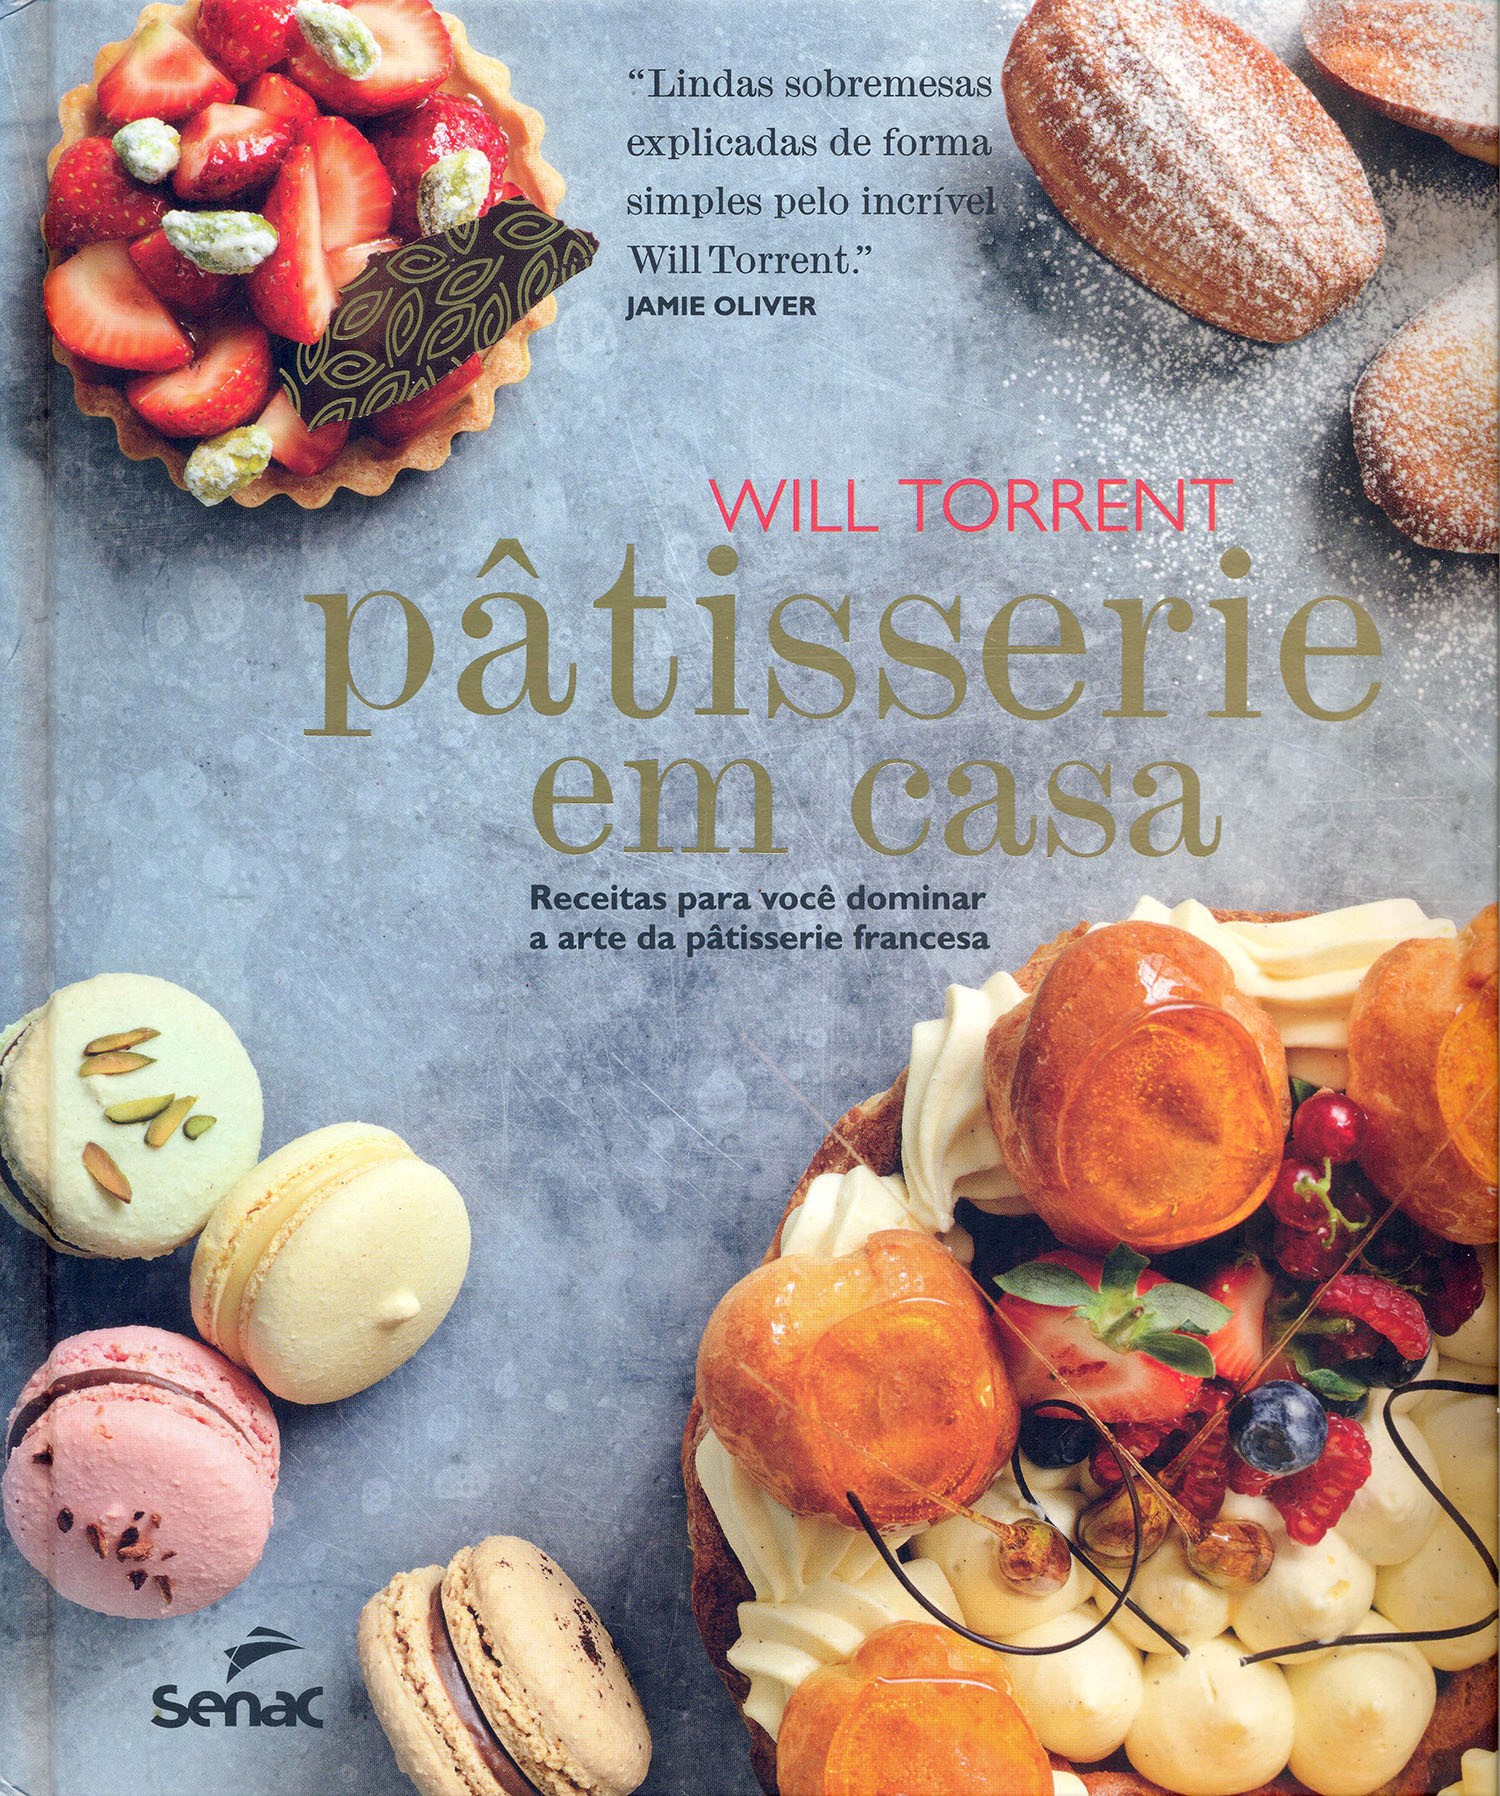 “Lindas sobremesas
explicadas de forma
simples pelo incrível
Will Torrent.”
JAMIE OLIVER
WILL TORRENT
pâtisserie
em casa
Receitas para você dominar
a arte da pâtisserie francesa
senac